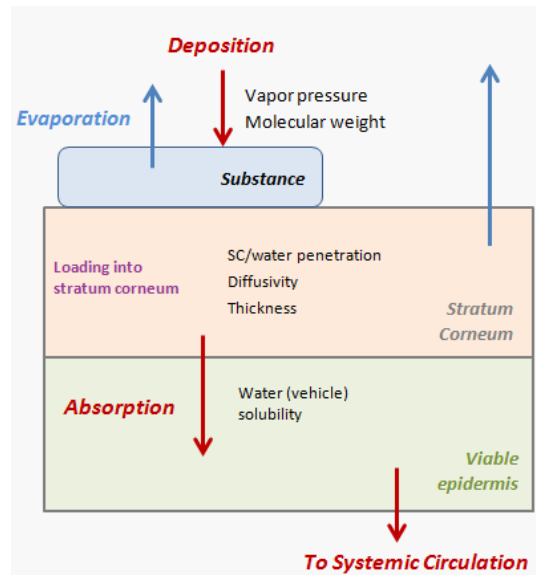 Deposition
Evaporation
Vapor pressure
Molecular weight
Substance
Loading into
stratum corneum
SC/water penetration
Diffusivity
Thickness
Stratum
Corneum
Absorption
Water (vehicle)
solubility
Viable
epidermis
To Systemic Circulation